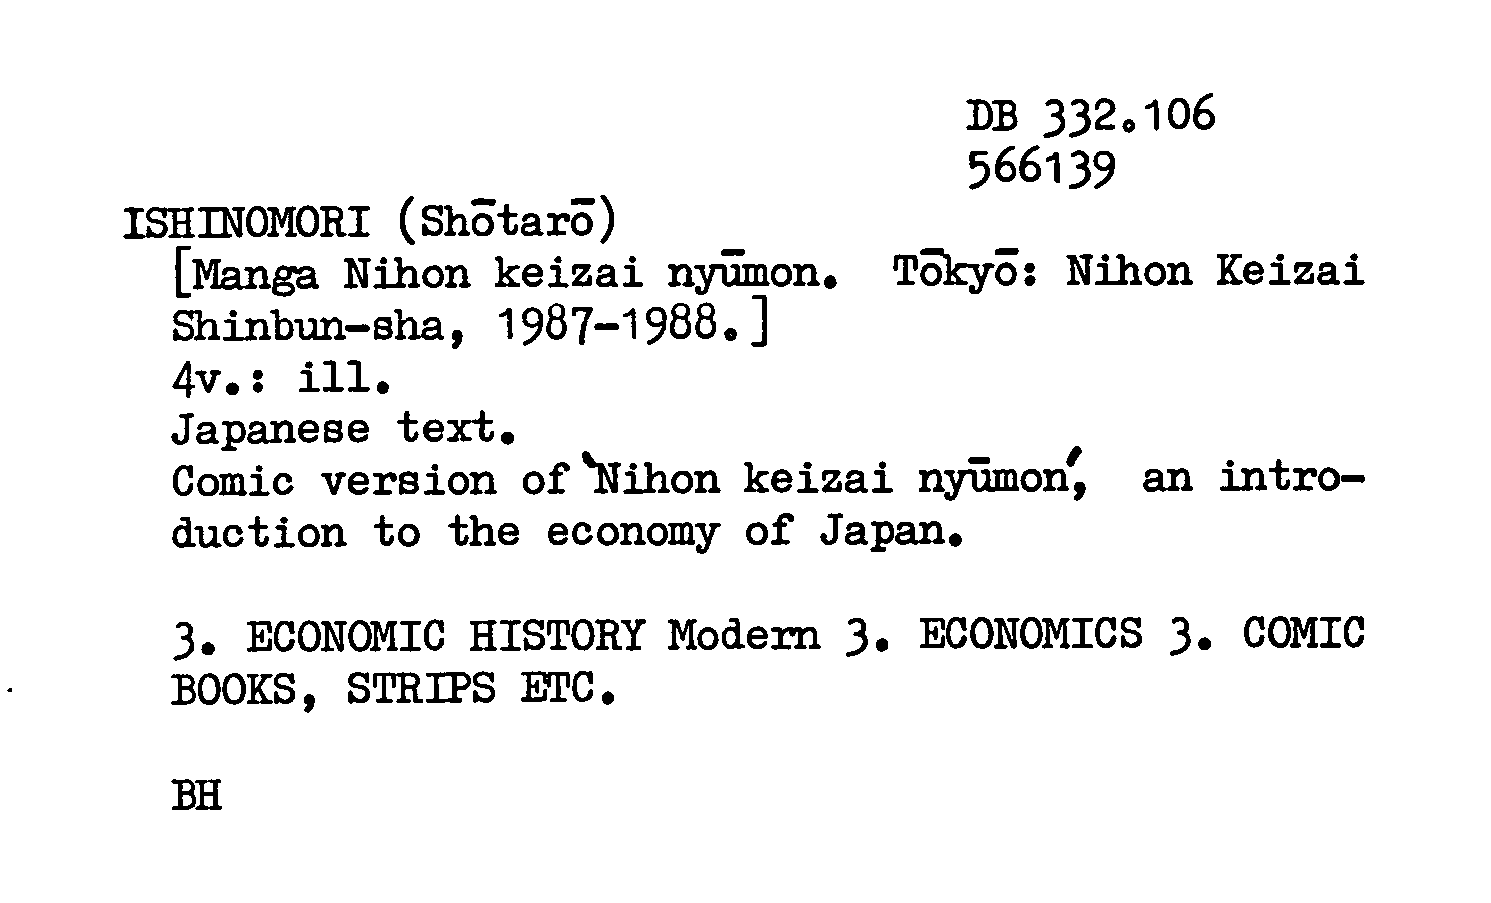 DB 332.106
566139
ISHINOMORI (Shōtarō)
[Manga Nihon keizai nyūmon. Tōkyō: Nihon Keizai
Shinbun-sha, 1987-1988.]
4v.: ill.
Japanese text.
Comic version of 'Nihon keizai nyūmon', an intro-
duction to the economy of Japan.
3. ECONOMIC HISTORY Modern 3. ECONOMICS 3. COMIC
BOOKS, STRIPS ETC.
BH